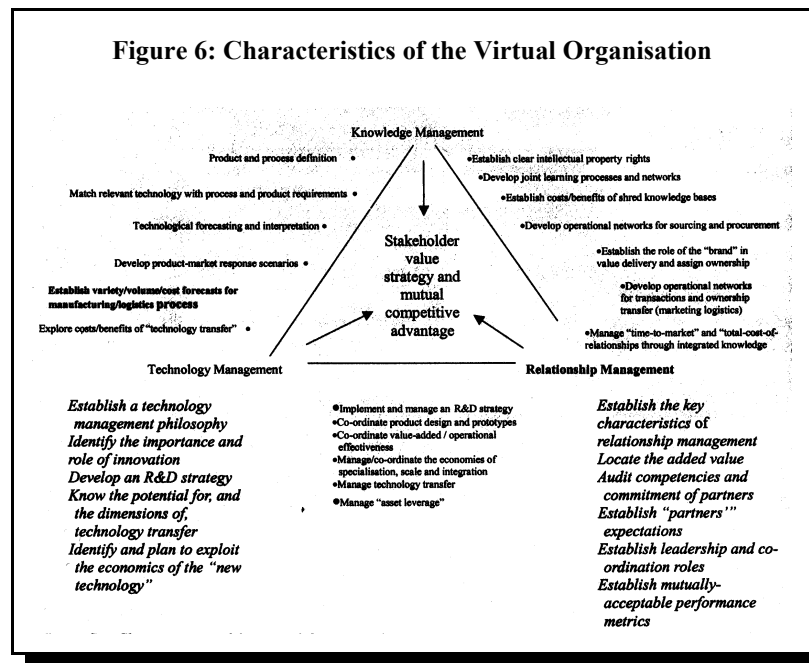 Figure 6: Characteristics of the Virtual Organisation
Knowledge Management
Product and process definition •
Match relevant technology with process and product requirements •
Technological forecasting and interpretation •
Develop product-market response scenarios •
Establish variety/volume/cost forecasts for
manufacturing/logistics process
Explore costs/benefits of "technology transfer" •
•Establish clear intellectual property rights
•Develop joint learning processes and networks
•Establish costs/benefits of shred knowledge bases
•Develop operational networks for sourcing and procurement
•Establish the role of the "brand" in
value delivery and assign ownership
•Develop operational networks
for transactions and ownership
transfer (marketing logistics)
•Manage "time-to-market" and "total-cost-of-
relationships through integrated knowledge
Stakeholder
value
strategy and
mutual
competitive
advantage
Technology Management
Relationship Management
Establish a technology
management philosophy
Identify the importance and
role of innovation
Develop an R&D strategy
Know the potential for, and
the dimensions of,
technology transfer
Identify and plan to exploit
the economics of the "new
technology"
•Implement and manage an R&D strategy
•Co-ordinate product design and prototypes
•Co-ordinate value-added / operational
effectiveness
•Manage/co-ordinate the economies of
specialisation, scale and integration
•Manage technology transfer
•Manage "asset leverage"
Establish the key
characteristics of
relationship management
Locate the added value
Audit competencies and
commitment of partners
Establish "partners'"
expectations
Establish leadership and co-
ordination roles
Establish mutually-
acceptable performance
metrics